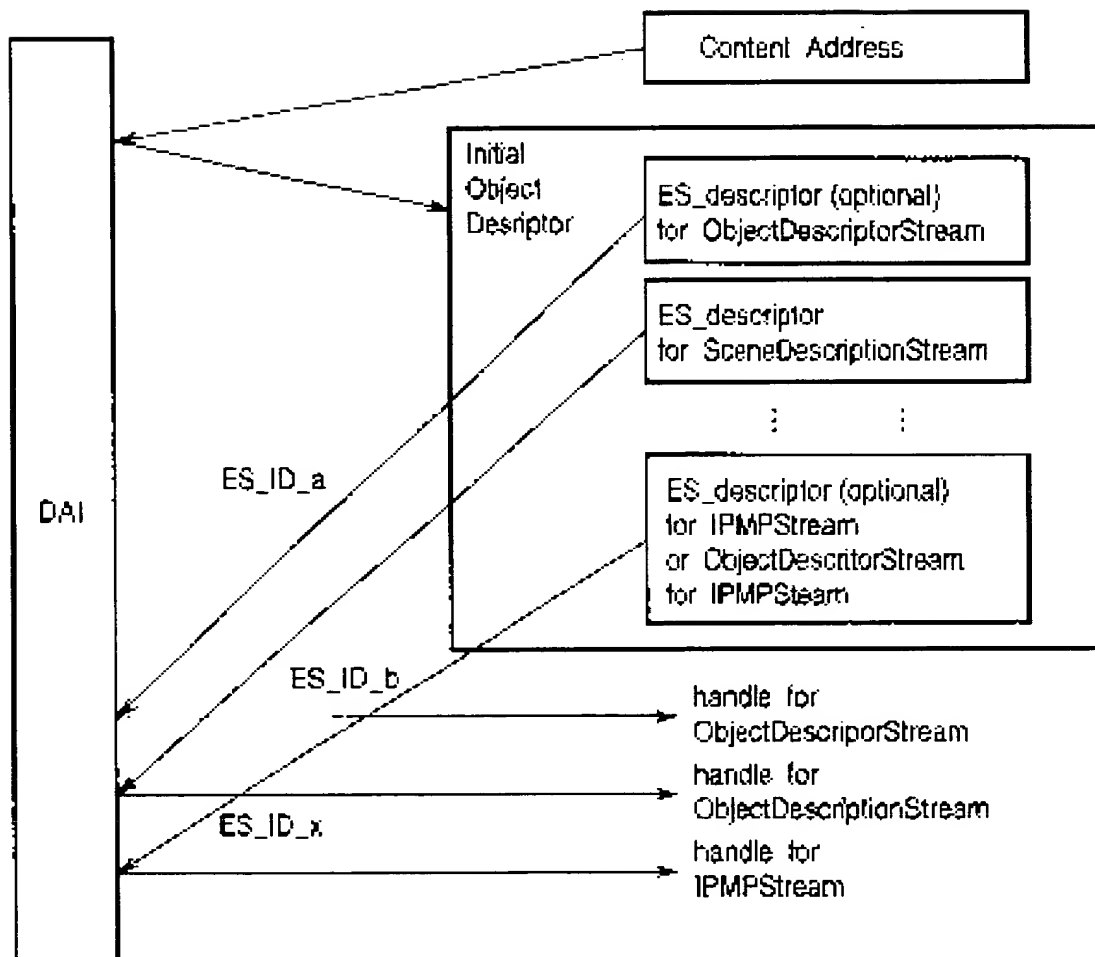 Content Address
Initial
Object
Desriptor
ES_descriptor (optional)
for ObjectDescriptorStream
ES_descriptor
for SceneDescriptionStream
ES_descriptor (optional)
for IPMPStream
or ObjectDescritorStream
for IPMPSteam
DAI
ES_ID_a
ES_ID_b
ES_ID_x
handle for
ObjectDescriporStream
handle for
ObjectDescriptionStream
handle for
IPMPStream